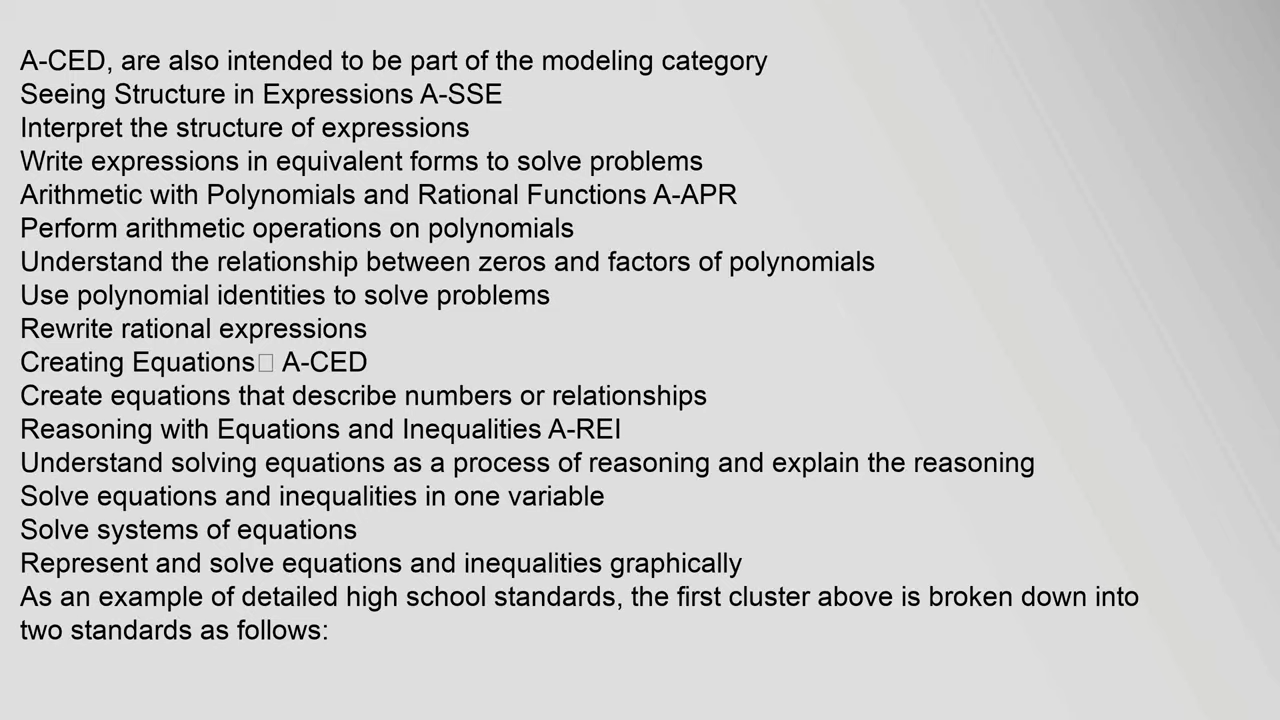 A-CED, are also intended to be part of the modeling category
Seeing Structure in Expressions A-SSE
Interpret the structure of expressions
Write expressions in equivalent forms to solve problems
Arithmetic with Polynomials and Rational Functions A-APR
Perform arithmetic operations on polynomials
Understand the relationship between zeros and factors of polynomials
Use polynomial identities to solve problems
Rewrite rational expressions
Creating Equations□ A-CED
Create equations that describe numbers or relationships
Reasoning with Equations and Inequalities A-REI
Understand solving equations as a process of reasoning and explain the reasoning
Solve equations and inequalities in one variable
Solve systems of equations
Represent and solve equations and inequalities graphically
As an example of detailed high school standards, the first cluster above is broken down into
two standards as follows: